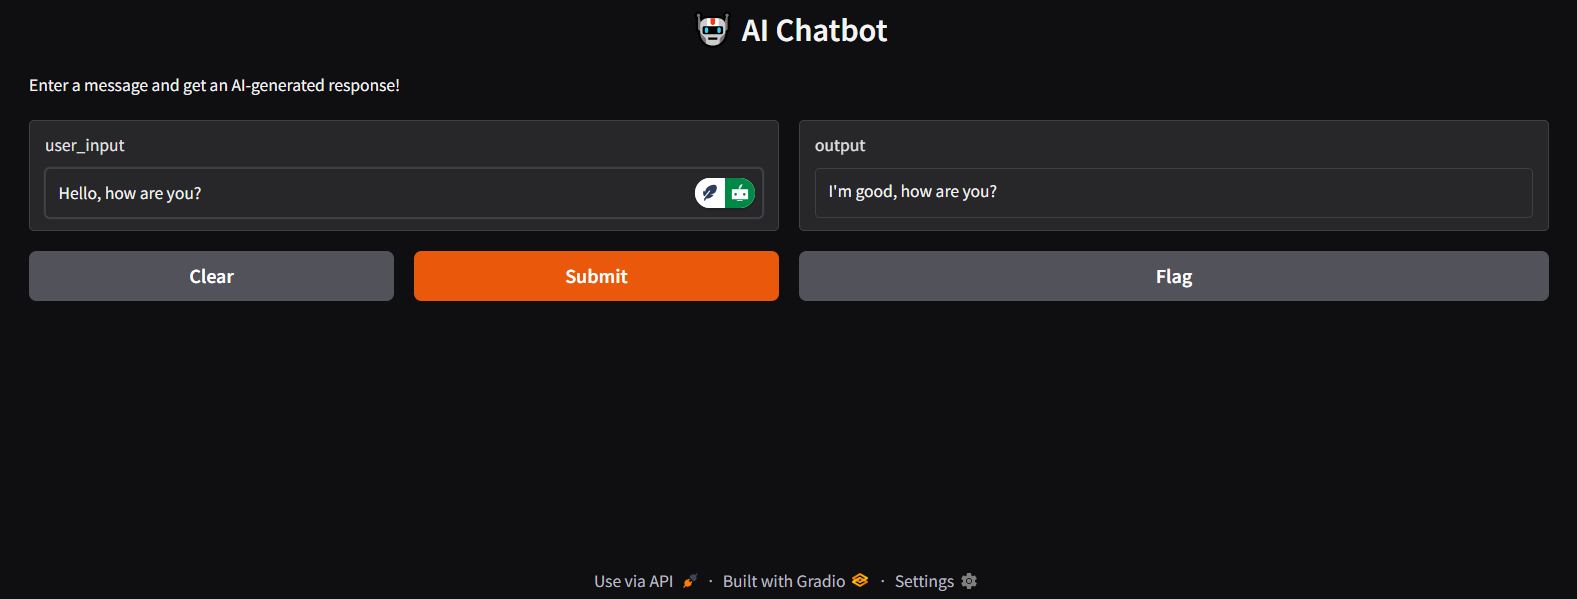 AI Chatbot
Enter a message and get an AI-generated response!
user_input
Hello, how are you?
output
I'm good, how are you?
Clear
Submit
Flag
Use via API · Built with Gradio · Settings